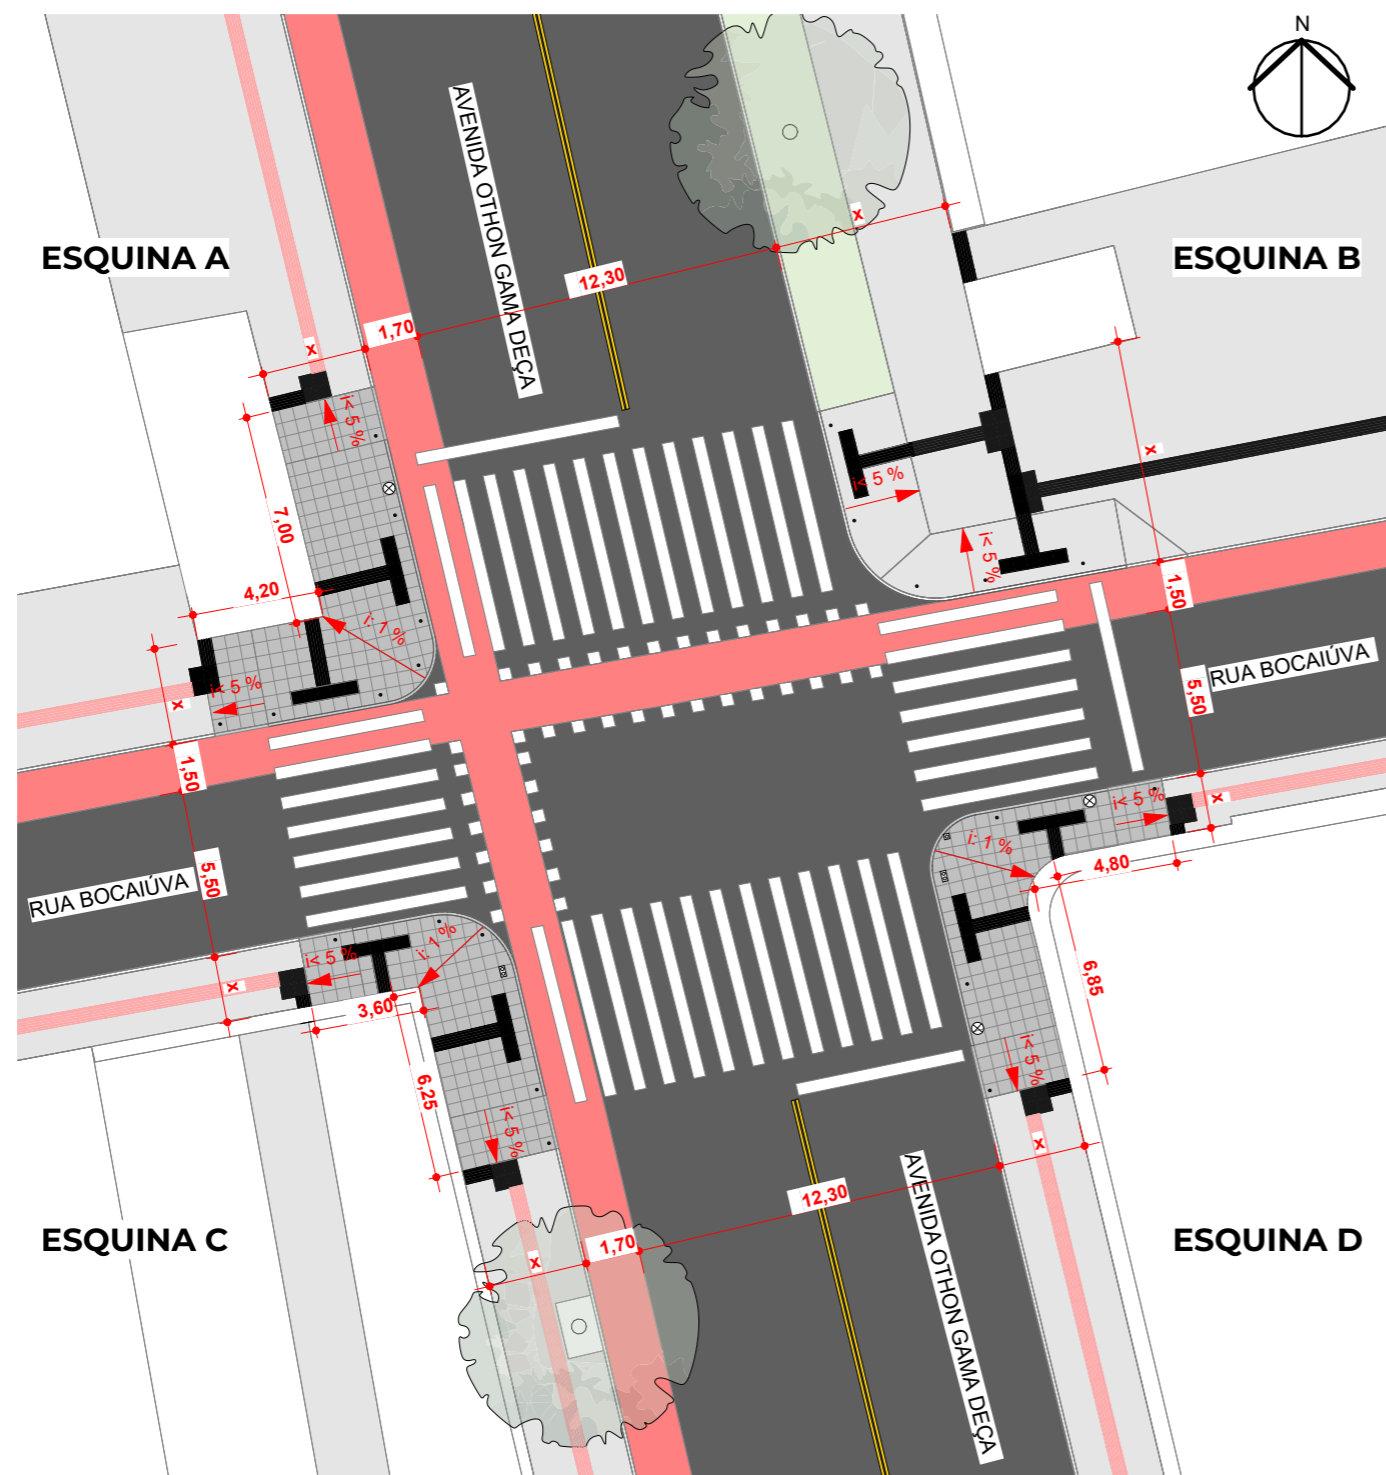 N
AVENIDA OTHON GAMA DEÇA
ESQUINA A
ESQUINA B
x
12,30
1,70
x
i< 5 %
x
i< 5 %
7,00
i< 5 %
4,20
i: 1 %
1,50
RUA BOCAIÚVA
i< 5 %
x
5,50
1,50
x
i< 5 %
i: 1 %
4,80
5,50
RUA BOCAIÚVA
i: 1 %
i< 5 %
x
3,60
6,85
6,25
i< 5 %
i< 5 %
x
AVENIDA OTHON GAMA DEÇA
12,30
ESQUINA C
1,70
x
ESQUINA D